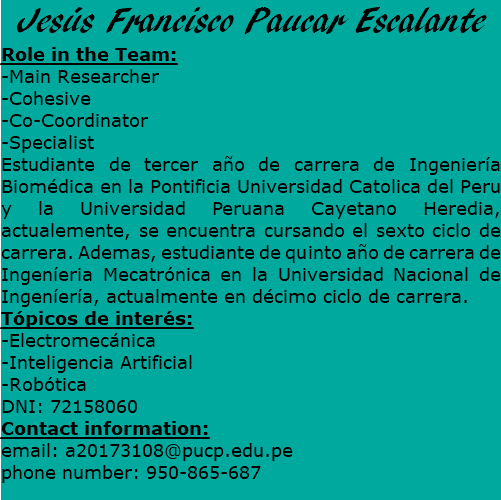 Jesús Francisco Paucar Escalante
Role in the Team:
-Main Researcher
-Cohesive
-Co-Coordinator
-Specialist
Estudiante de tercer año de carrera de Ingeniería
Biomédica en la Pontificia Universidad Catolica del Peru
y la Universidad Peruana Cayetano Heredia,
actualemente, se encuentra cursando el sexto ciclo de
carrera. Ademas, estudiante de quinto año de carrera de
Ingeníeria Mecatrónica en la Universidad Nacional de
Ingeníería, actualmente en décimo ciclo de carrera.
Tópicos de interés:
-Electromecánica
-Inteligencia Artificial
-Robótica
DNI: 72158060
Contact information:
email: a20173108@pucp.edu.pe
phone number: 950-865-687